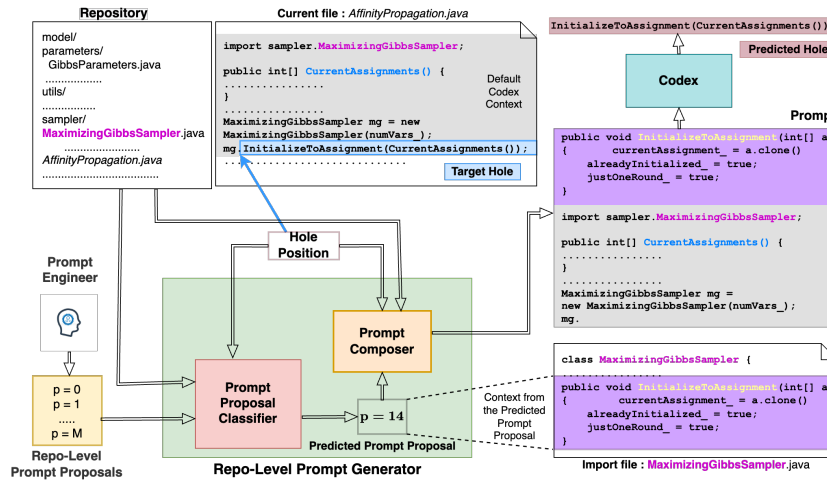 Repository
model/
parameters/
GibbsParameters.java
..................
utils/
.................
sampler/
MaximizingGibbsSampler.java
........................
AffinityPropagation.java
.....................................
Current file : AffinityPropagation.java
import sampler.MaximizingGibbsSampler;
public int[] CurrentAssignments() {
................
}
................
MaximizingGibbsSampler mg = new
MaximizingGibbsSampler(numVars_);
mg.InitializeToAssignment(CurrentAssignments());
.............................
Default
Codex
Context
Target Hole
Hole
Position
Prompt
Engineer
p = 0
p = 1
.....
p = M
Repo-Level
Prompt Proposals
Prompt
Proposal
Classifier
Prompt
Composer
p = 14
Predicted Prompt Proposal
Repo-Level Prompt Generator
Context from
the Predicted
Prompt
Proposal
InitializeToAssignment(CurrentAssignments())
Predicted Hole
Codex
Promp
public void InitializeToAssignment(int[] a
{ currentAssignment_ = a.clone()
alreadyInitialized_ = true;
justOneRound_ = true;
}
import sampler.MaximizingGibbsSampler;
public int[] CurrentAssignments() {
................
}
................
MaximizingGibbsSampler mg =
new MaximizingGibbsSampler(numVars_);
mg.
class MaximizingGibbsSampler {
................
public void InitializeToAssignment(int[] a
{ currentAssignment_ = a.clone()
alreadyInitialized_ = true;
justOneRound_ = true;
}
Import file : MaximizingGibbsSampler.java